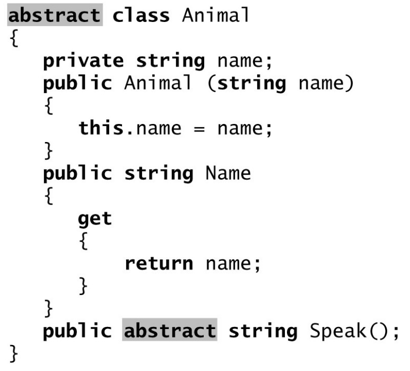 abstract class Animal
{
private string name;
public Animal (string name)
{
this.name = name;
}
public string Name
{
get
{
return name;
}
}
public abstract string Speak();
}